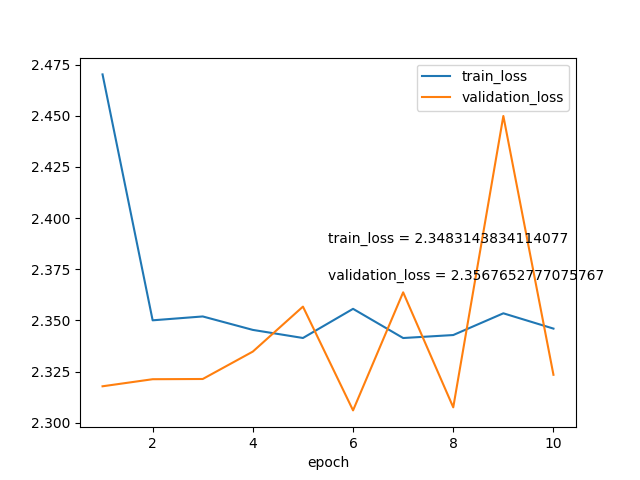 2.475
2.450
2.425
2.400
2.375
2.350
2.325
2.300
train_loss
validation_loss
train_loss = 2.3483143834114077
validation_loss = 2.3567652777075767
2 4 6 8 10
epoch